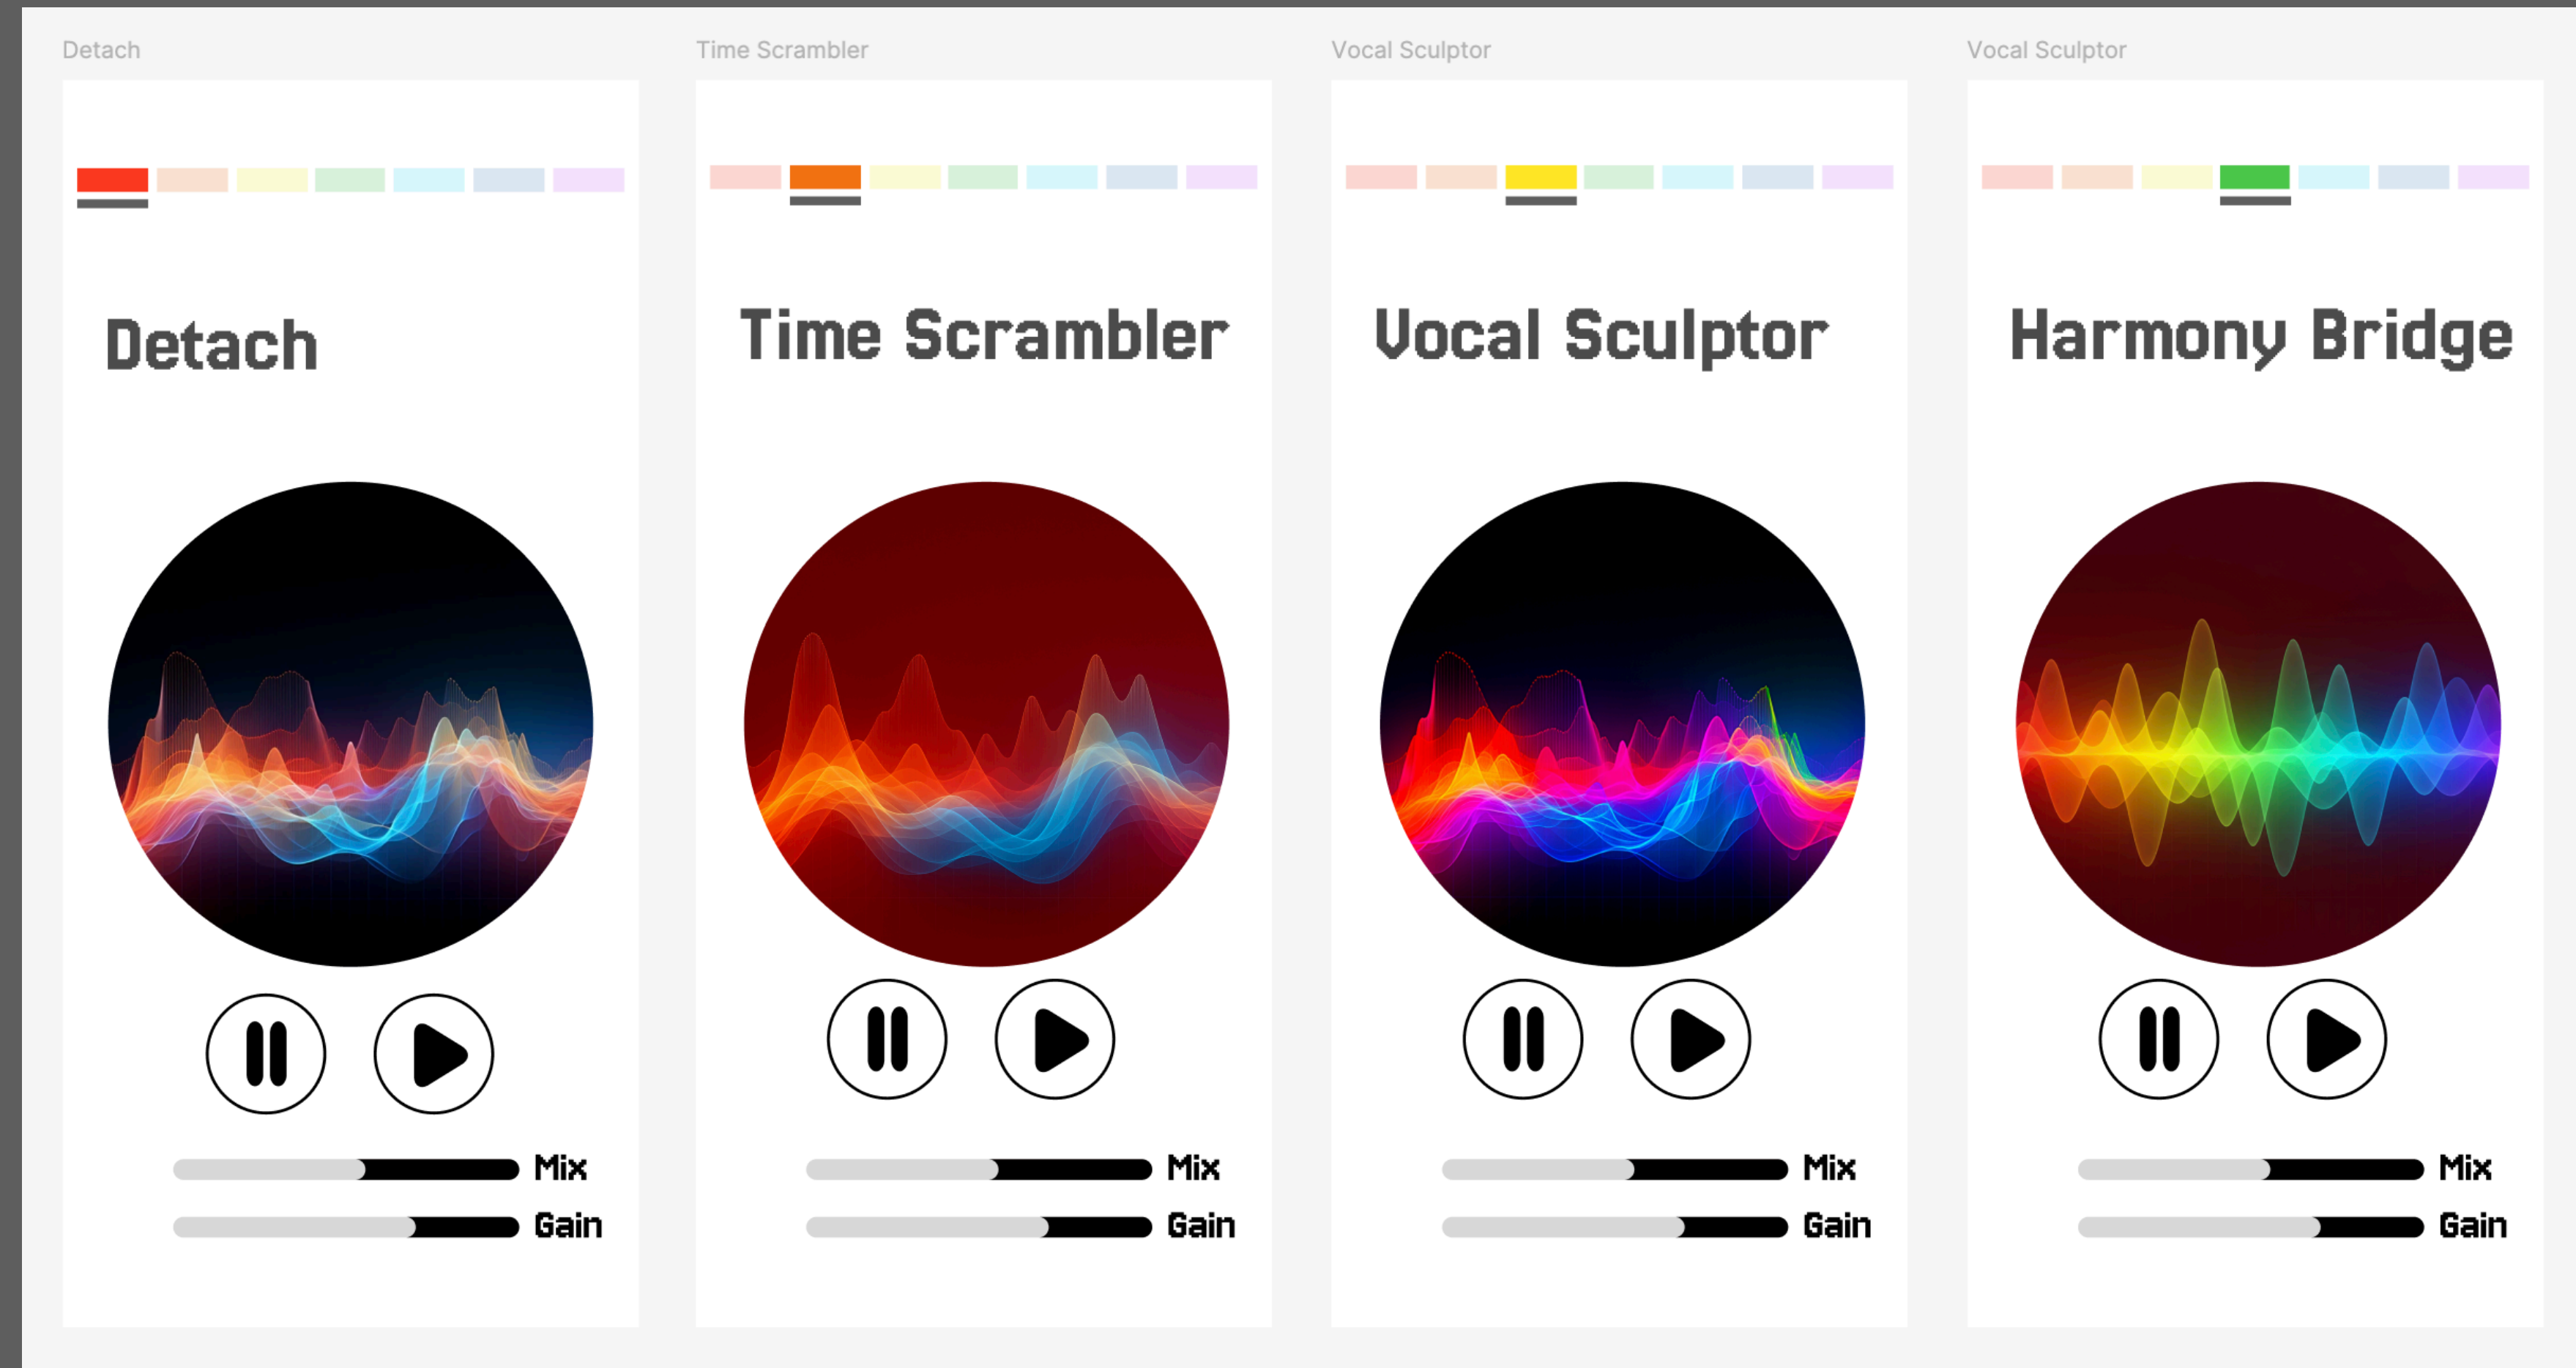 Detach
Time Scrambler
Vocal Sculptor
Vocal Sculptor
Detach
Time Scrambler
Vocal Sculptor
Harmony Bridge
Mix
Gain
Mix
Gain
Mix
Gain
Mix
Gain